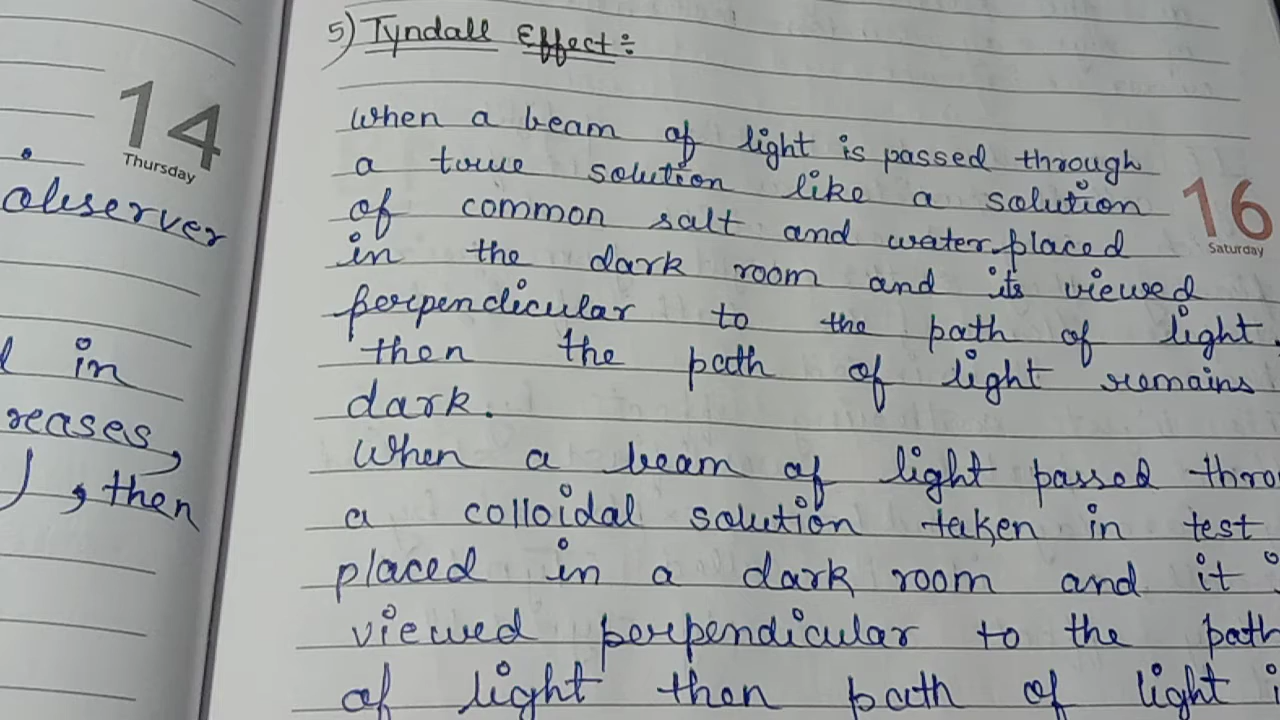 14
Thursday
observer
in
reases,
, then
5) Tyndall Effect ÷
When a beam of light is passed through
a true solution like a solution
of common salt and water placed
in the dark room and its viewed
perpendicular to the path of light.
then the path of light remains
dark.
When a beam of light passed thro
a colloidal solution taken in test
placed in a dark room and it i
viewed perpendicular to the path
of light then path of light i
16
Saturday